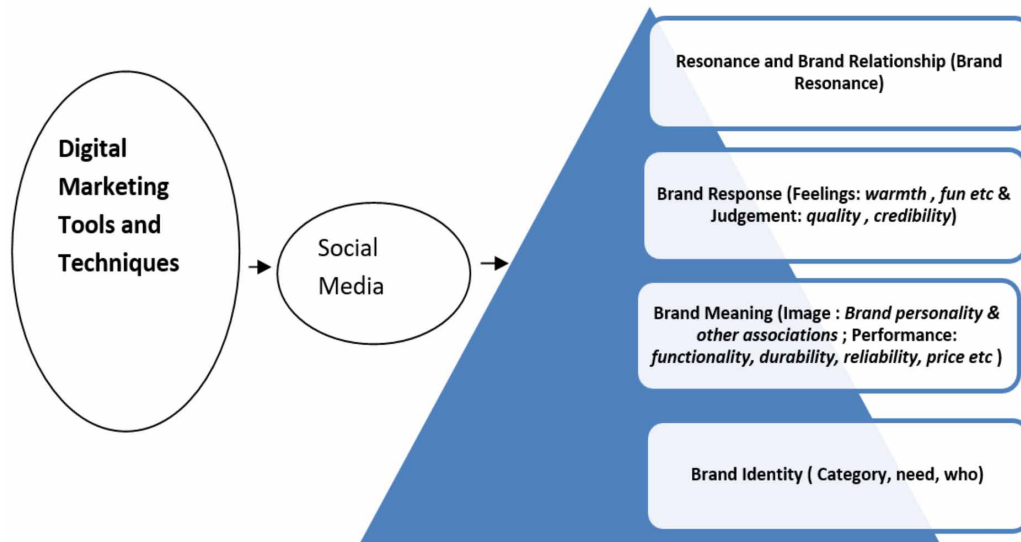 Digital
Marketing
Tools and
Techniques
Social
Media
Resonance and Brand Relationship (Brand
Resonance)
Brand Response (Feelings: warmth , fun etc &
Judgement: quality , credibility)
Brand Meaning (Image : Brand personality &
other associations ; Performance:
functionality, durability, reliability, price etc )
Brand Identity ( Category, need, who)